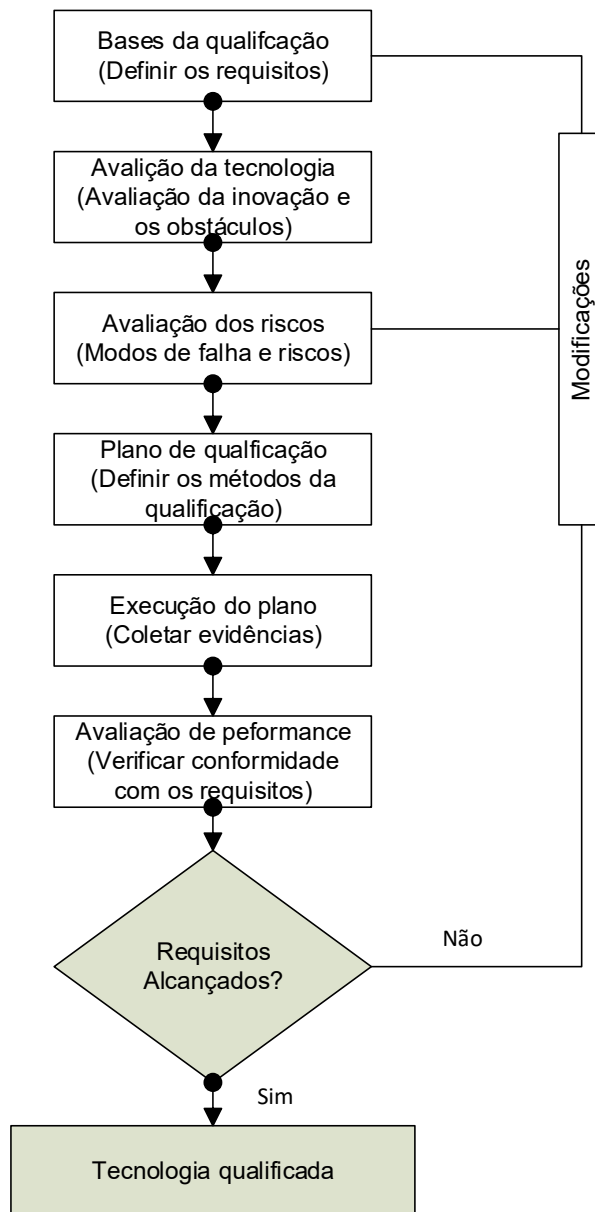 Bases da qualifcação
(Definir os requisitos)
Avalição da tecnologia
(Avaliação da inovação e
os obstáculos)
Avaliação dos riscos
(Modos de falha e riscos)
Modificações
Plano de qualficação
(Definir os métodos da
qualificação)
Execução do plano
(Coletar evidências)
Avaliação de peformance
(Verificar conformidade
com os requisitos)
Requisitos
Alcançados?
Não
Sim
Tecnologia qualificada